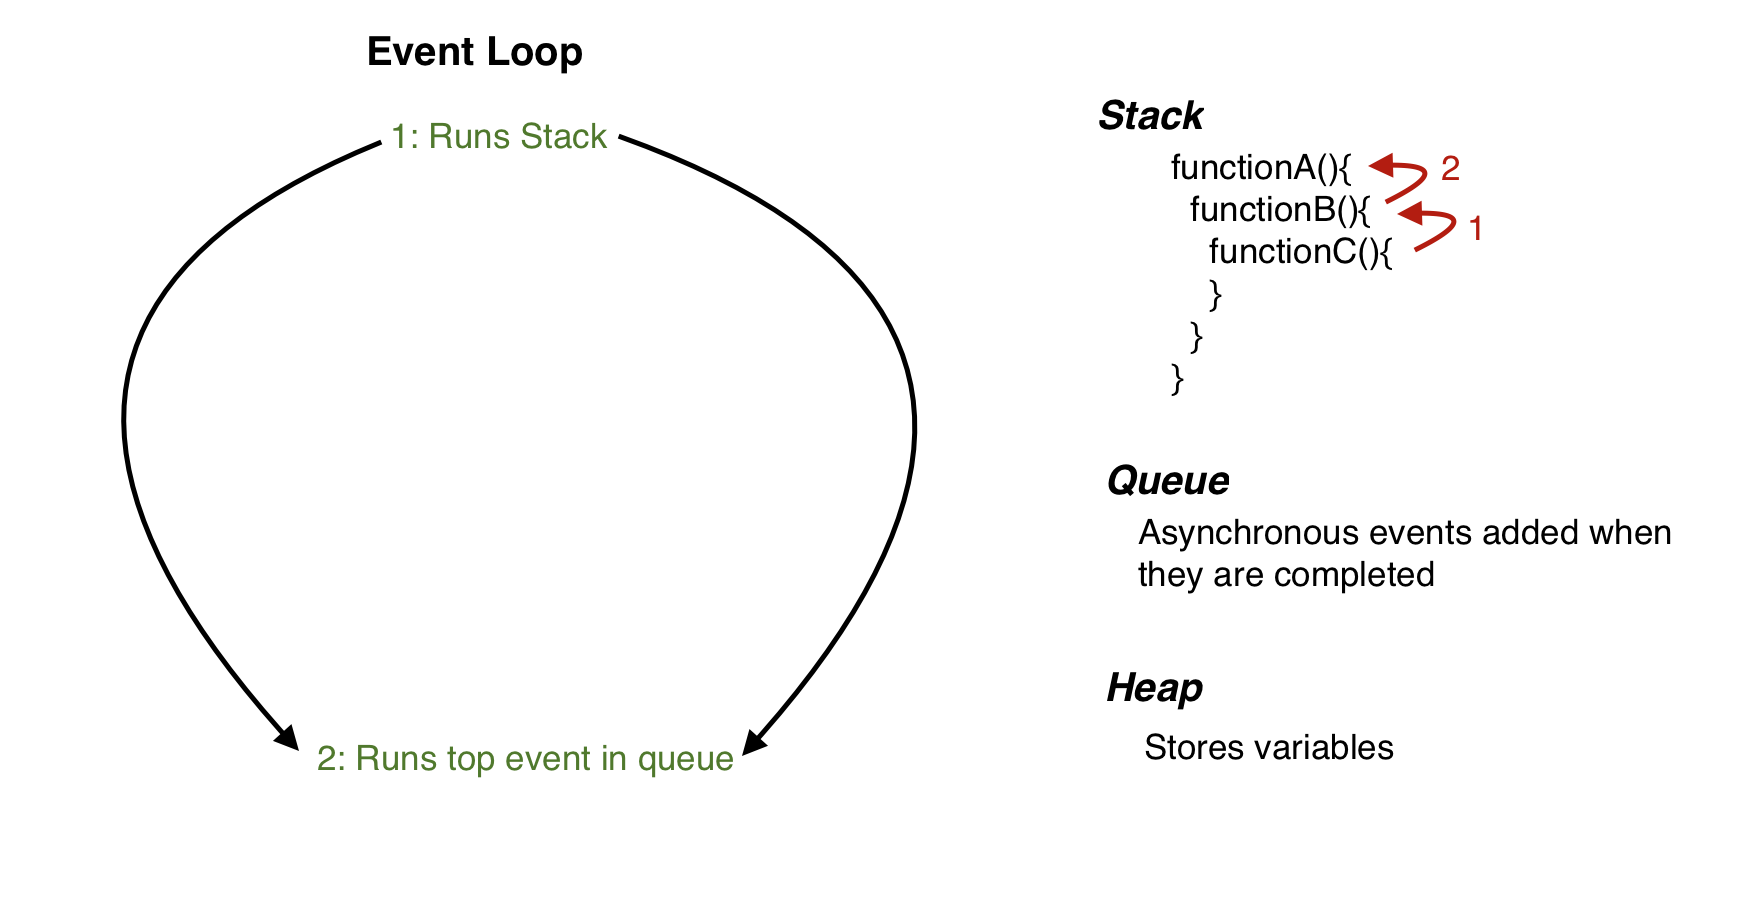 Event Loop
1: Runs Stack
2: Runs top event in queue
Stack
functionA(){
2
functionB(){
1
functionC(){
}
}
}
Queue
Asynchronous events added when
they are completed
Heap
Stores variables